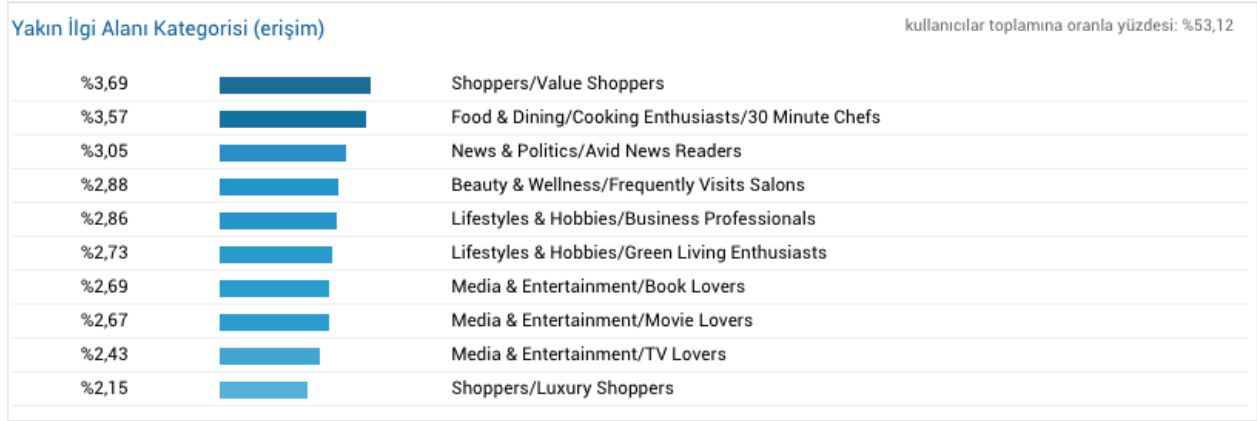 Yakın İlgi Alanı Kategorisi (erişim)
kullanıcılar toplamına oranla yüzdesi: %53,12
%3,69 Shoppers/Value Shoppers
%3,57 Food & Dining/Cooking Enthusiasts/30 Minute Chefs
%3,05 News & Politics/Avid News Readers
%2,88 Beauty & Wellness/Frequently Visits Salons
%2,86 Lifestyles & Hobbies/Business Professionals
%2,73 Lifestyles & Hobbies/Green Living Enthusiasts
%2,69 Media & Entertainment/Book Lovers
%2,67 Media & Entertainment/Movie Lovers
%2,43 Media & Entertainment/TV Lovers
%2,15 Shoppers/Luxury Shoppers